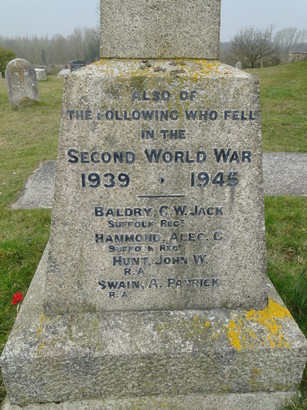 ALSO OF
THE FOLLOWING WHO FELL
IN THE
SECOND WORLD WAR
1939 · 1945
BALDRY, C. W. JACK
SUFFOLK REGT
HAMMOND, ALEC. G
SUFFOLK REGT
HUNT, JOHN W.
R.A.
SWAIN, A. PATRICK
R.A.